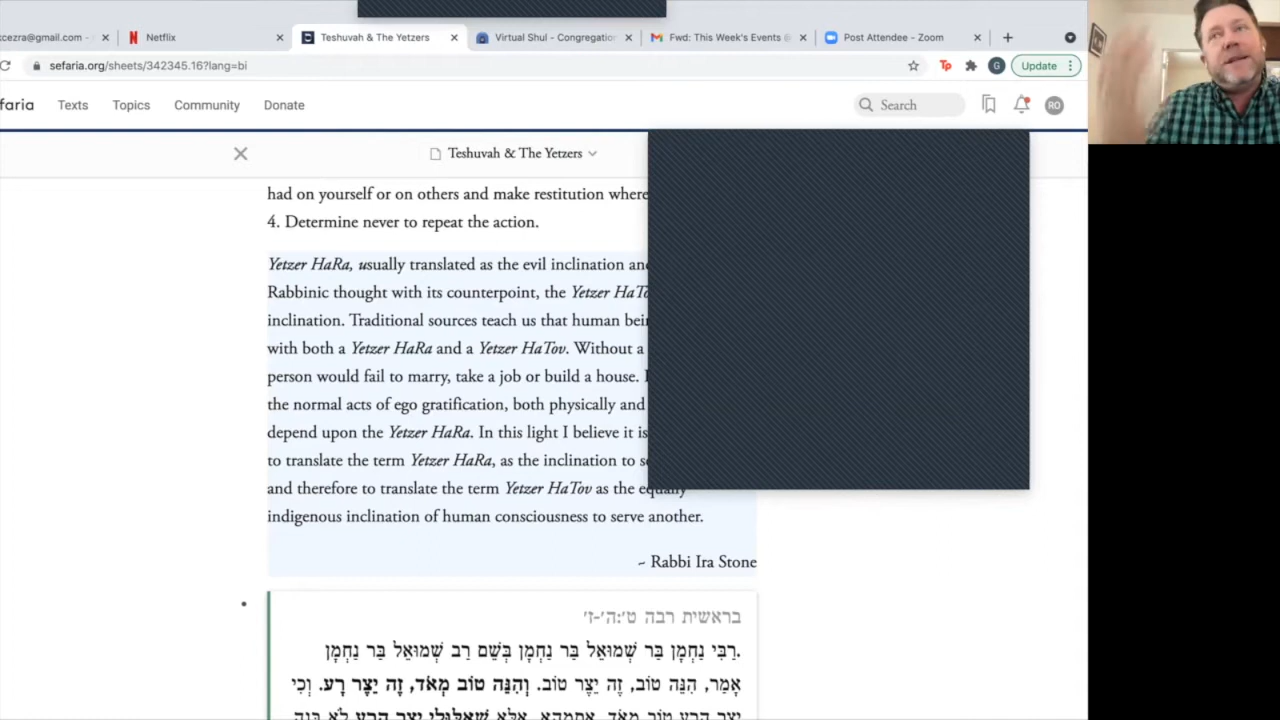 kcezra@gmail.com -
Netflix
Teshuvah & The Yetzers
Virtual Shul - Congregation
Fwd: This Week's Events @
Post Attendee - Zoom
sefaria.org/sheets/342345.16?lang=bi
Tp
G
Update
faria
Texts
Topics
Community
Donate
Search
RO
Teshuvah & The Yetzers
had on yourself or on others and make restitution where
4. Determine never to repeat the action.
Yetzer HaRa, usually translated as the evil inclination and
Rabbinic thought with its counterpoint, the Yetzer HaTo
inclination. Traditional sources teach us that human bein
with both a Yetzer HaRa and a Yetzer HaTov. Without a
person would fail to marry, take a job or build a house.
the normal acts of ego gratification, both physically and
depend upon the Yetzer HaRa. In this light I believe it is
to translate the term Yetzer HaRa, as the inclination to se
and therefore to translate the term Yetzer HaTov as the equally
indigenous inclination of human consciousness to serve another.
~ Rabbi Ira Stone
בראשית רבה ט׳:ה׳-ז׳
רַבִּי נַחְמָן בַּר שְׁמוּאֵל בַּר נַחְמָן בְּשֵׁם רַב שְׁמוּאֵל בַּר נַחְמָן.
אָמַר, הִנֵּה טוֹב, זֶה יֵצֶר טוֹב. וְהִנֵּה טוֹב מְאֹד, זֶה יֵצֶר רָע. וְכִי
יֵצֶר הָרָע טוֹב מְאֹד, אֶתְמְהָא, אֶלָּא שֶׁאִלּוּלֵי יֵצֶר הָרָע לֹא בָּנָה